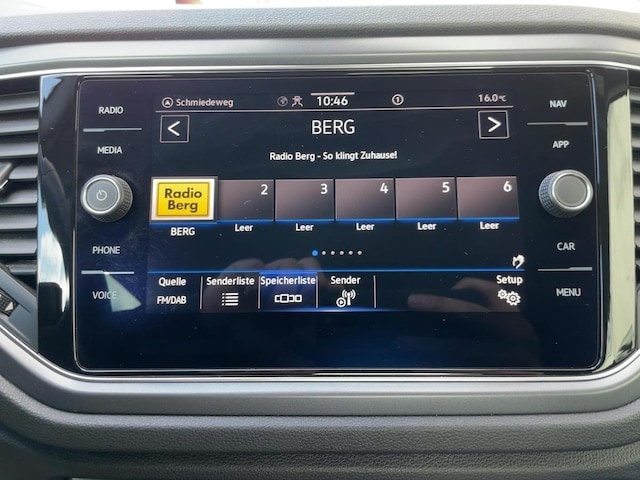 RADIO
MEDIA
PHONE
VOICE
Schmiedeweg 10:46 1 16.0°C
BERG
Radio Berg - So klingt Zuhause!
Radio Berg 2 3 4 5 6
BERG Leer Leer Leer Leer Leer
Quelle Senderliste Speicherliste Sender Setup
FM/DAB
NAV
APP
CAR
MENU